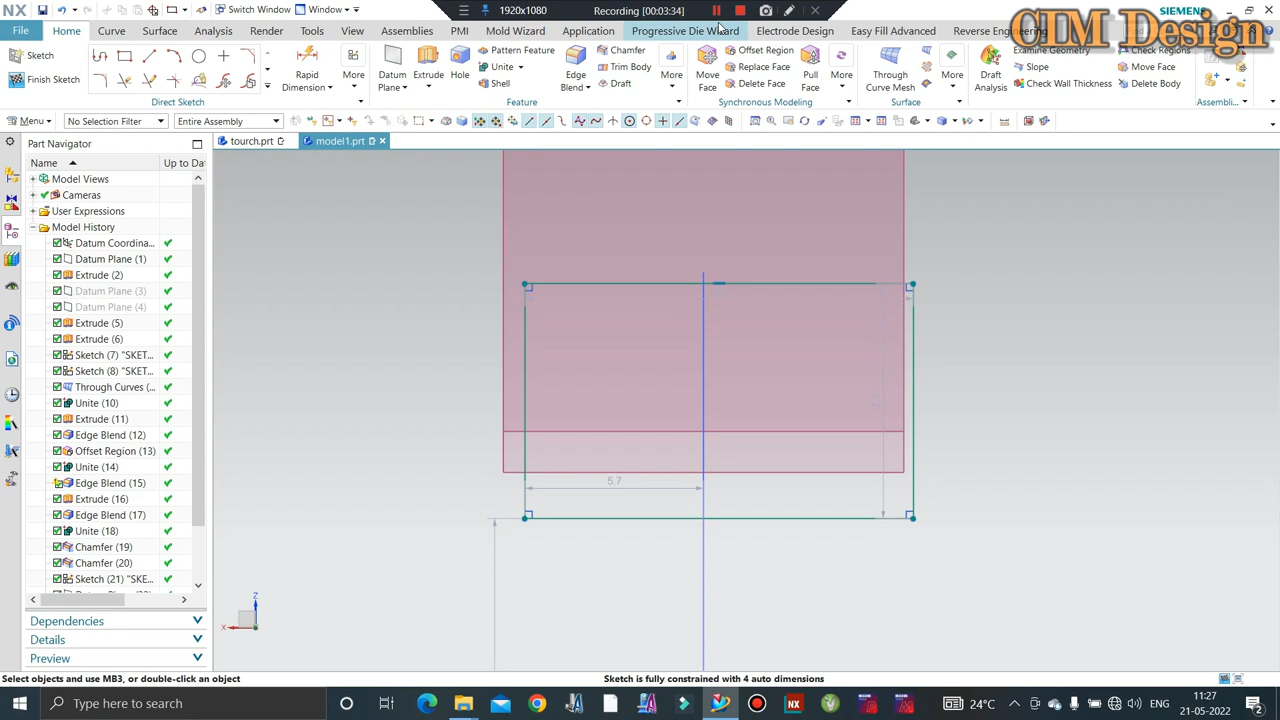 NX
Switch Window
Window
1920x1080
Recording [00:03:34]
SIEMENS
CIM Design
File
Home
Curve
Surface
Analysis
Render
Tools
View
Assemblies
PMI
Mold Wizard
Application
Progressive Die Wizard
Electrode Design
Easy Fill Advanced
Reverse Engineering
Sketch
Finish Sketch
Rapid Dimension
More
Direct Sketch
Datum Plane
Extrude
Hole
Pattern Feature
Unite
Shell
Edge Blend
Chamfer
Trim Body
Draft
More
Feature
Move Face
Offset Region
Replace Face
Delete Face
Pull Face
More
Synchronous Modeling
Through Curve Mesh
More
Surface
Draft Analysis
Examine Geometry
Slope
Check Wall Thickness
Check Regions
Move Face
Delete Body
Assembli...
Menu
No Selection Filter
Entire Assembly
Part Navigator
tourch.prt
model1.prt
Name
Up to Da
Model Views
Cameras
User Expressions
Model History
Datum Coordina...
Datum Plane (1)
Extrude (2)
Datum Plane (3)
Datum Plane (4)
Extrude (5)
Extrude (6)
Sketch (7) "SKET...
Sketch (8) "SKET...
Through Curves (...
Unite (10)
Extrude (11)
Edge Blend (12)
Offset Region (13)
Unite (14)
Edge Blend (15)
Extrude (16)
Edge Blend (17)
Unite (18)
Chamfer (19)
Chamfer (20)
Sketch (21) "SKE...
5.7
Z
X
Dependencies
Details
Preview
Select objects and use MB3, or double-click an object
Sketch is fully constrained with 4 auto dimensions
Type here to search
24°C
ENG
11:27
21-05-2022
2